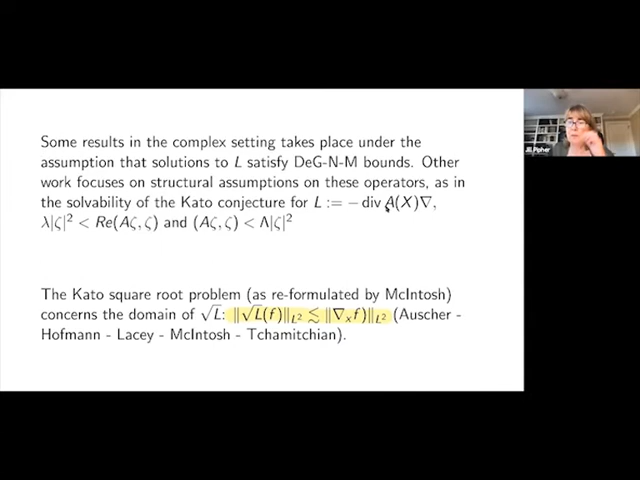 Some results in the complex setting takes place under the
assumption that solutions to L satisfy DeG-N-M bounds. Other
work focuses on structural assumptions on these operators, as in
the solvability of the Kato conjecture for L := − div A(X)∇,
λ|ζ|² < Re(Aζ, ζ) and (Aζ, ζ) < Λ|ζ|²
The Kato square root problem (as re-formulated by McIntosh)
concerns the domain of √L: ‖√L(f)‖_{L²} ≲ ‖∇ₓf)‖_{L²} (Auscher -
Hofmann - Lacey - McIntosh - Tchamitchian).
Jill Pipher